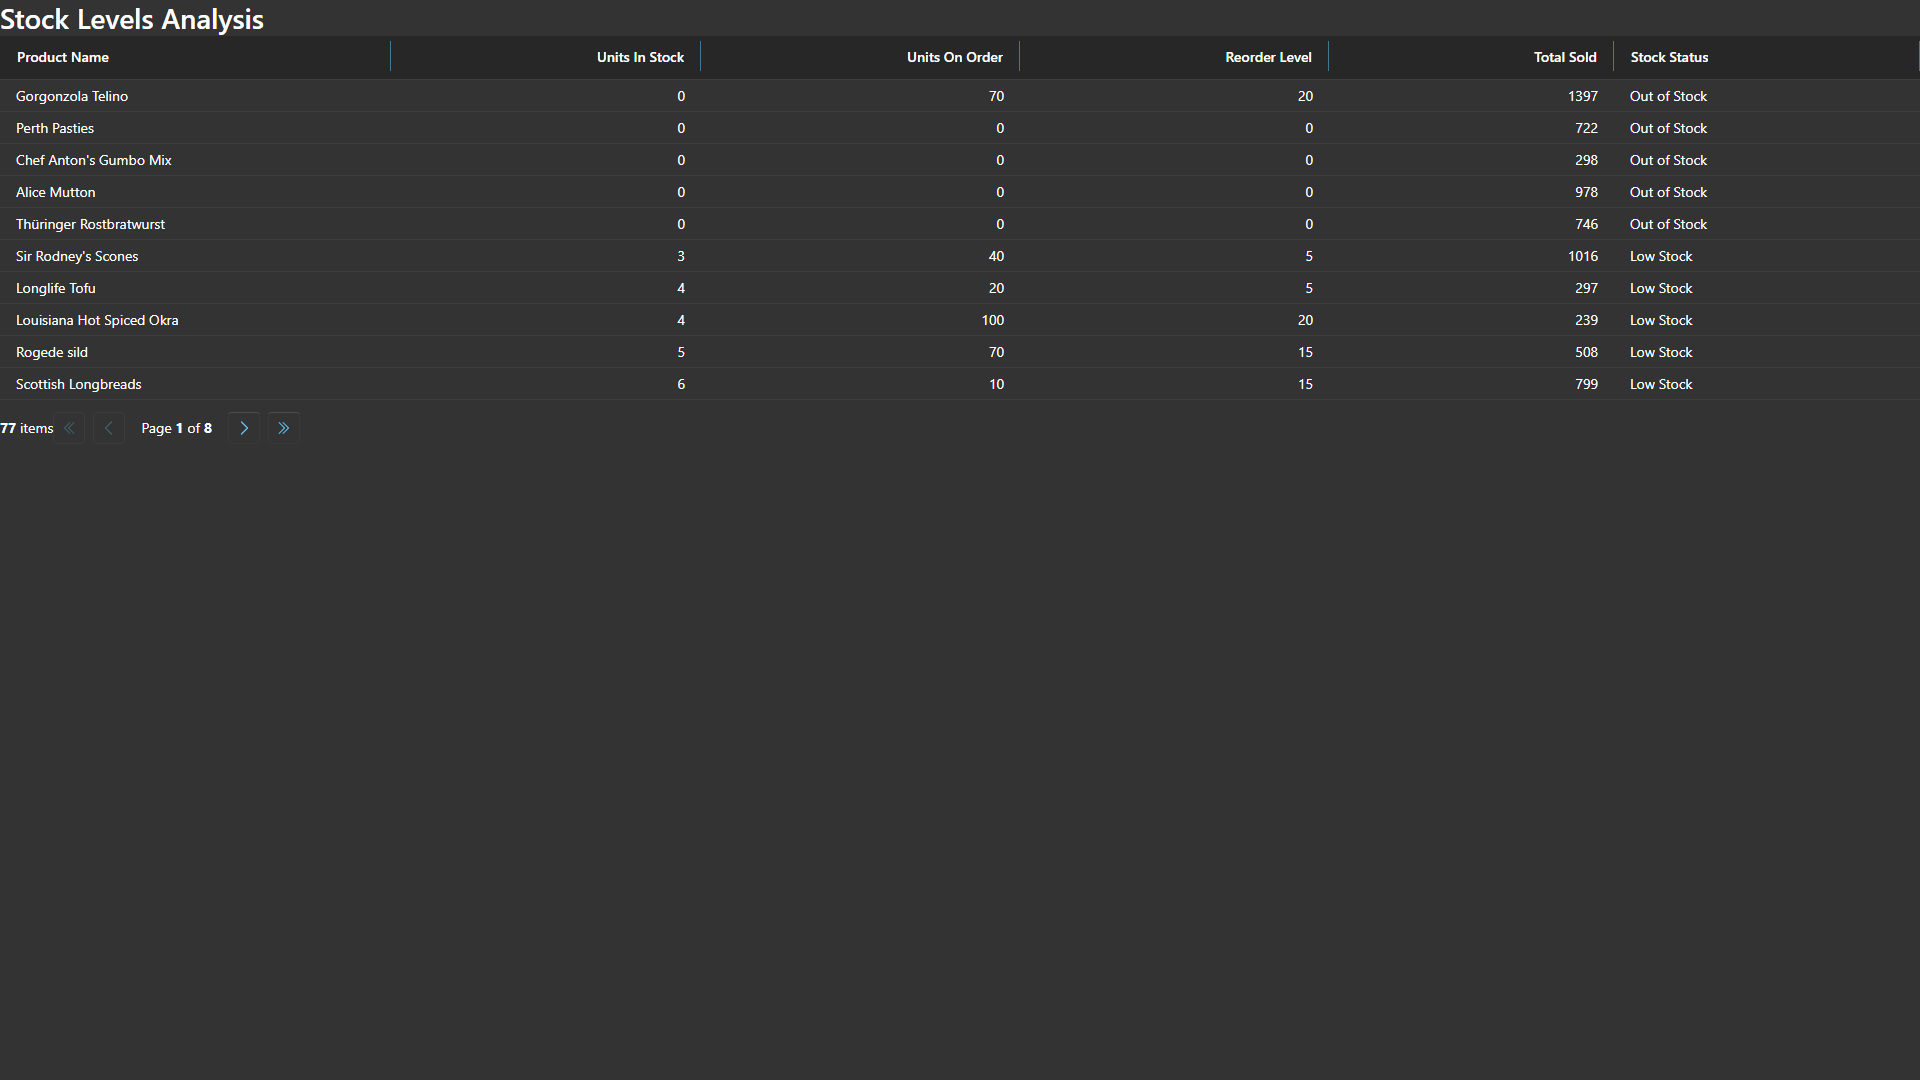 Stock Levels Analysis
Product Name Units In Stock Units On Order Reorder Level Total Sold Stock Status
Gorgonzola Telino 0 70 20 1397 Out of Stock
Perth Pasties 0 0 0 722 Out of Stock
Chef Anton's Gumbo Mix 0 0 0 298 Out of Stock
Alice Mutton 0 0 0 978 Out of Stock
Thüringer Rostbratwurst 0 0 0 746 Out of Stock
Sir Rodney's Scones 3 40 5 1016 Low Stock
Longlife Tofu 4 20 5 297 Low Stock
Louisiana Hot Spiced Okra 4 100 20 239 Low Stock
Rogede sild 5 70 15 508 Low Stock
Scottish Longbreads 6 10 15 799 Low Stock
77 items Page 1 of 8